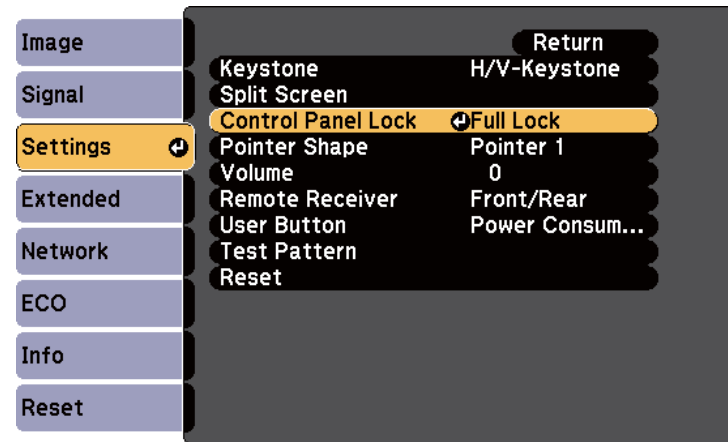 Image
Signal
Settings
Extended
Network
ECO
Info
Reset
Return
Keystone H/V-Keystone
Split Screen
Control Panel Lock Full Lock
Pointer Shape Pointer 1
Volume 0
Remote Receiver Front/Rear
User Button Power Consum...
Test Pattern
Reset